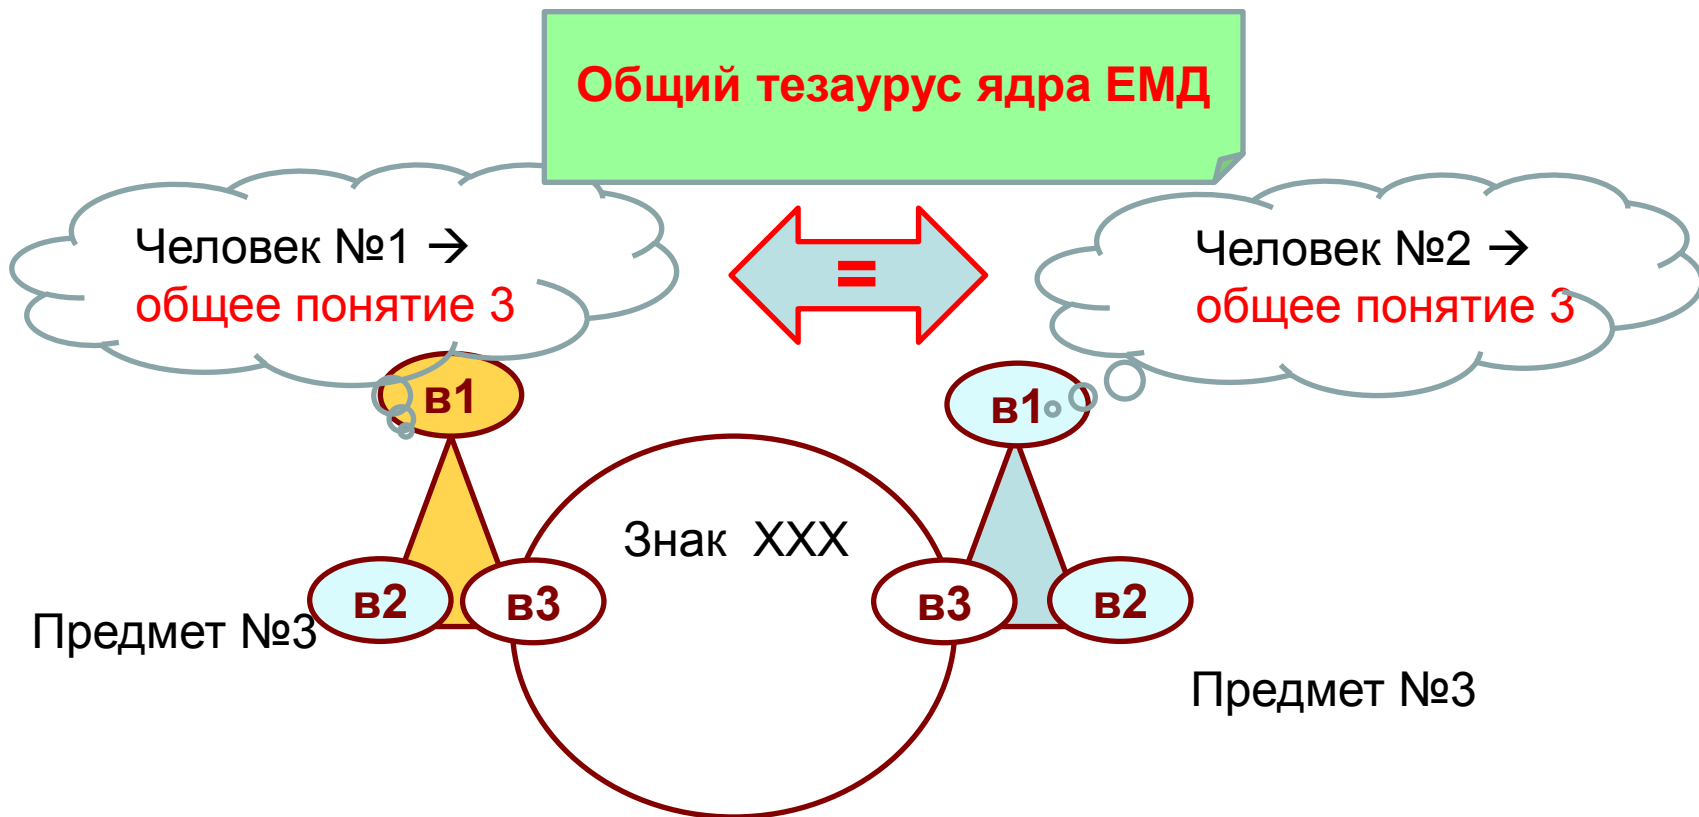 Общий тезаурус ядра ЕМД
Человек №1 →
общее понятие 3
=
Человек №2 →
общее понятие 3
в1
в1
Знак XXX
в2
в3
в3
в2
Предмет №3
Предмет №3